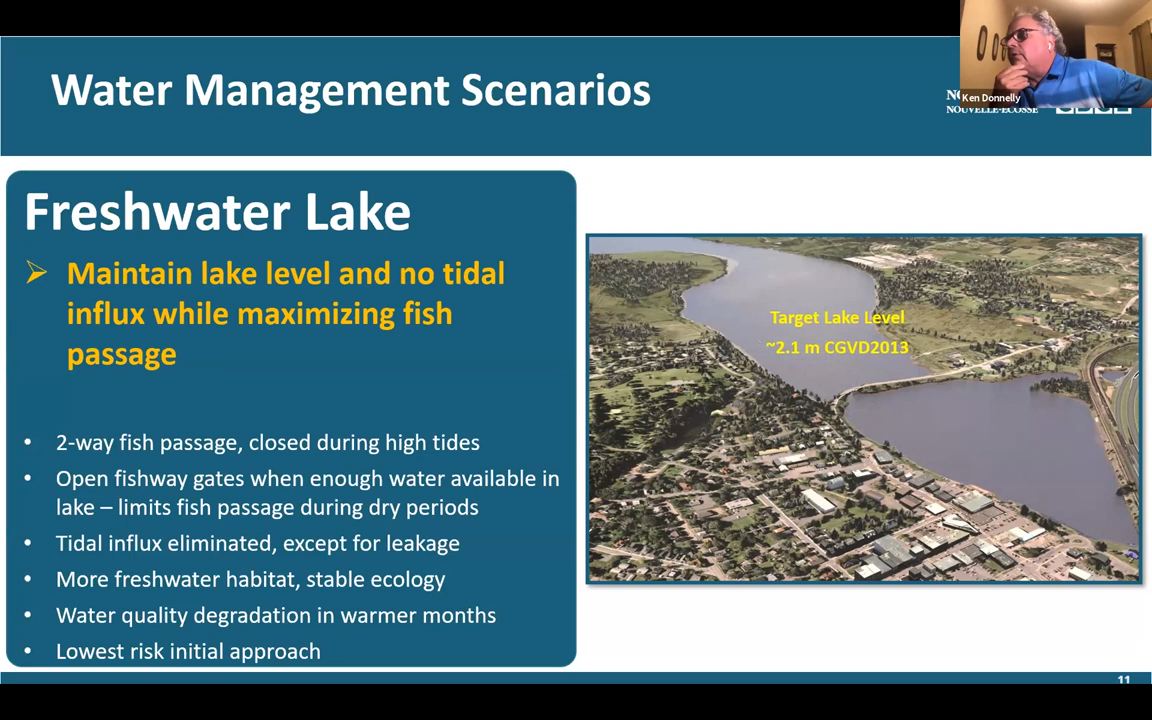 Water Management Scenarios
Ken Donnelly
NOUVELLE-ÉCOSSE
Freshwater Lake
➢ Maintain lake level and no tidal
influx while maximizing fish
passage
• 2-way fish passage, closed during high tides
• Open fishway gates when enough water available in
lake – limits fish passage during dry periods
• Tidal influx eliminated, except for leakage
• More freshwater habitat, stable ecology
• Water quality degradation in warmer months
• Lowest risk initial approach
Target Lake Level
~2.1 m CGVD2013
11